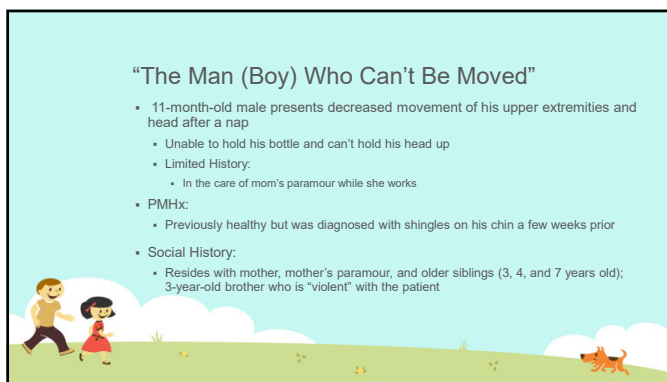 “The Man (Boy) Who Can’t Be Moved”
▪ 11-month-old male presents decreased movement of his upper extremities and
head after a nap
▪ Unable to hold his bottle and can’t hold his head up
▪ Limited History:
▪ In the care of mom’s paramour while she works
▪ PMHx:
▪ Previously healthy but was diagnosed with shingles on his chin a few weeks prior
▪ Social History:
▪ Resides with mother, mother’s paramour, and older siblings (3, 4, and 7 years old);
3-year-old brother who is “violent” with the patient